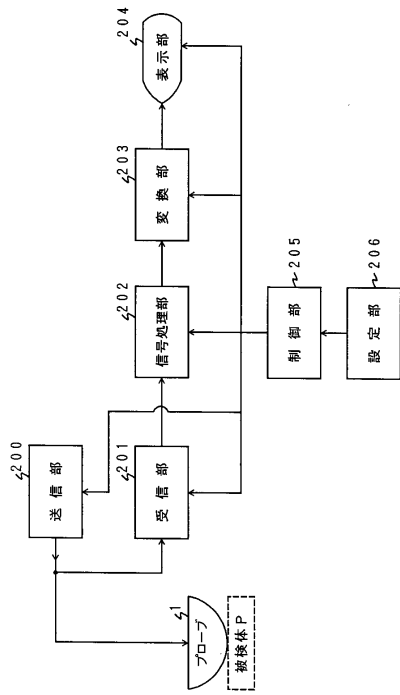 200
送信部
201
受信部
202
信号処理部
203
変換部
204
表示部
205
制御部
206
設定部
1
プローブ
被検体P